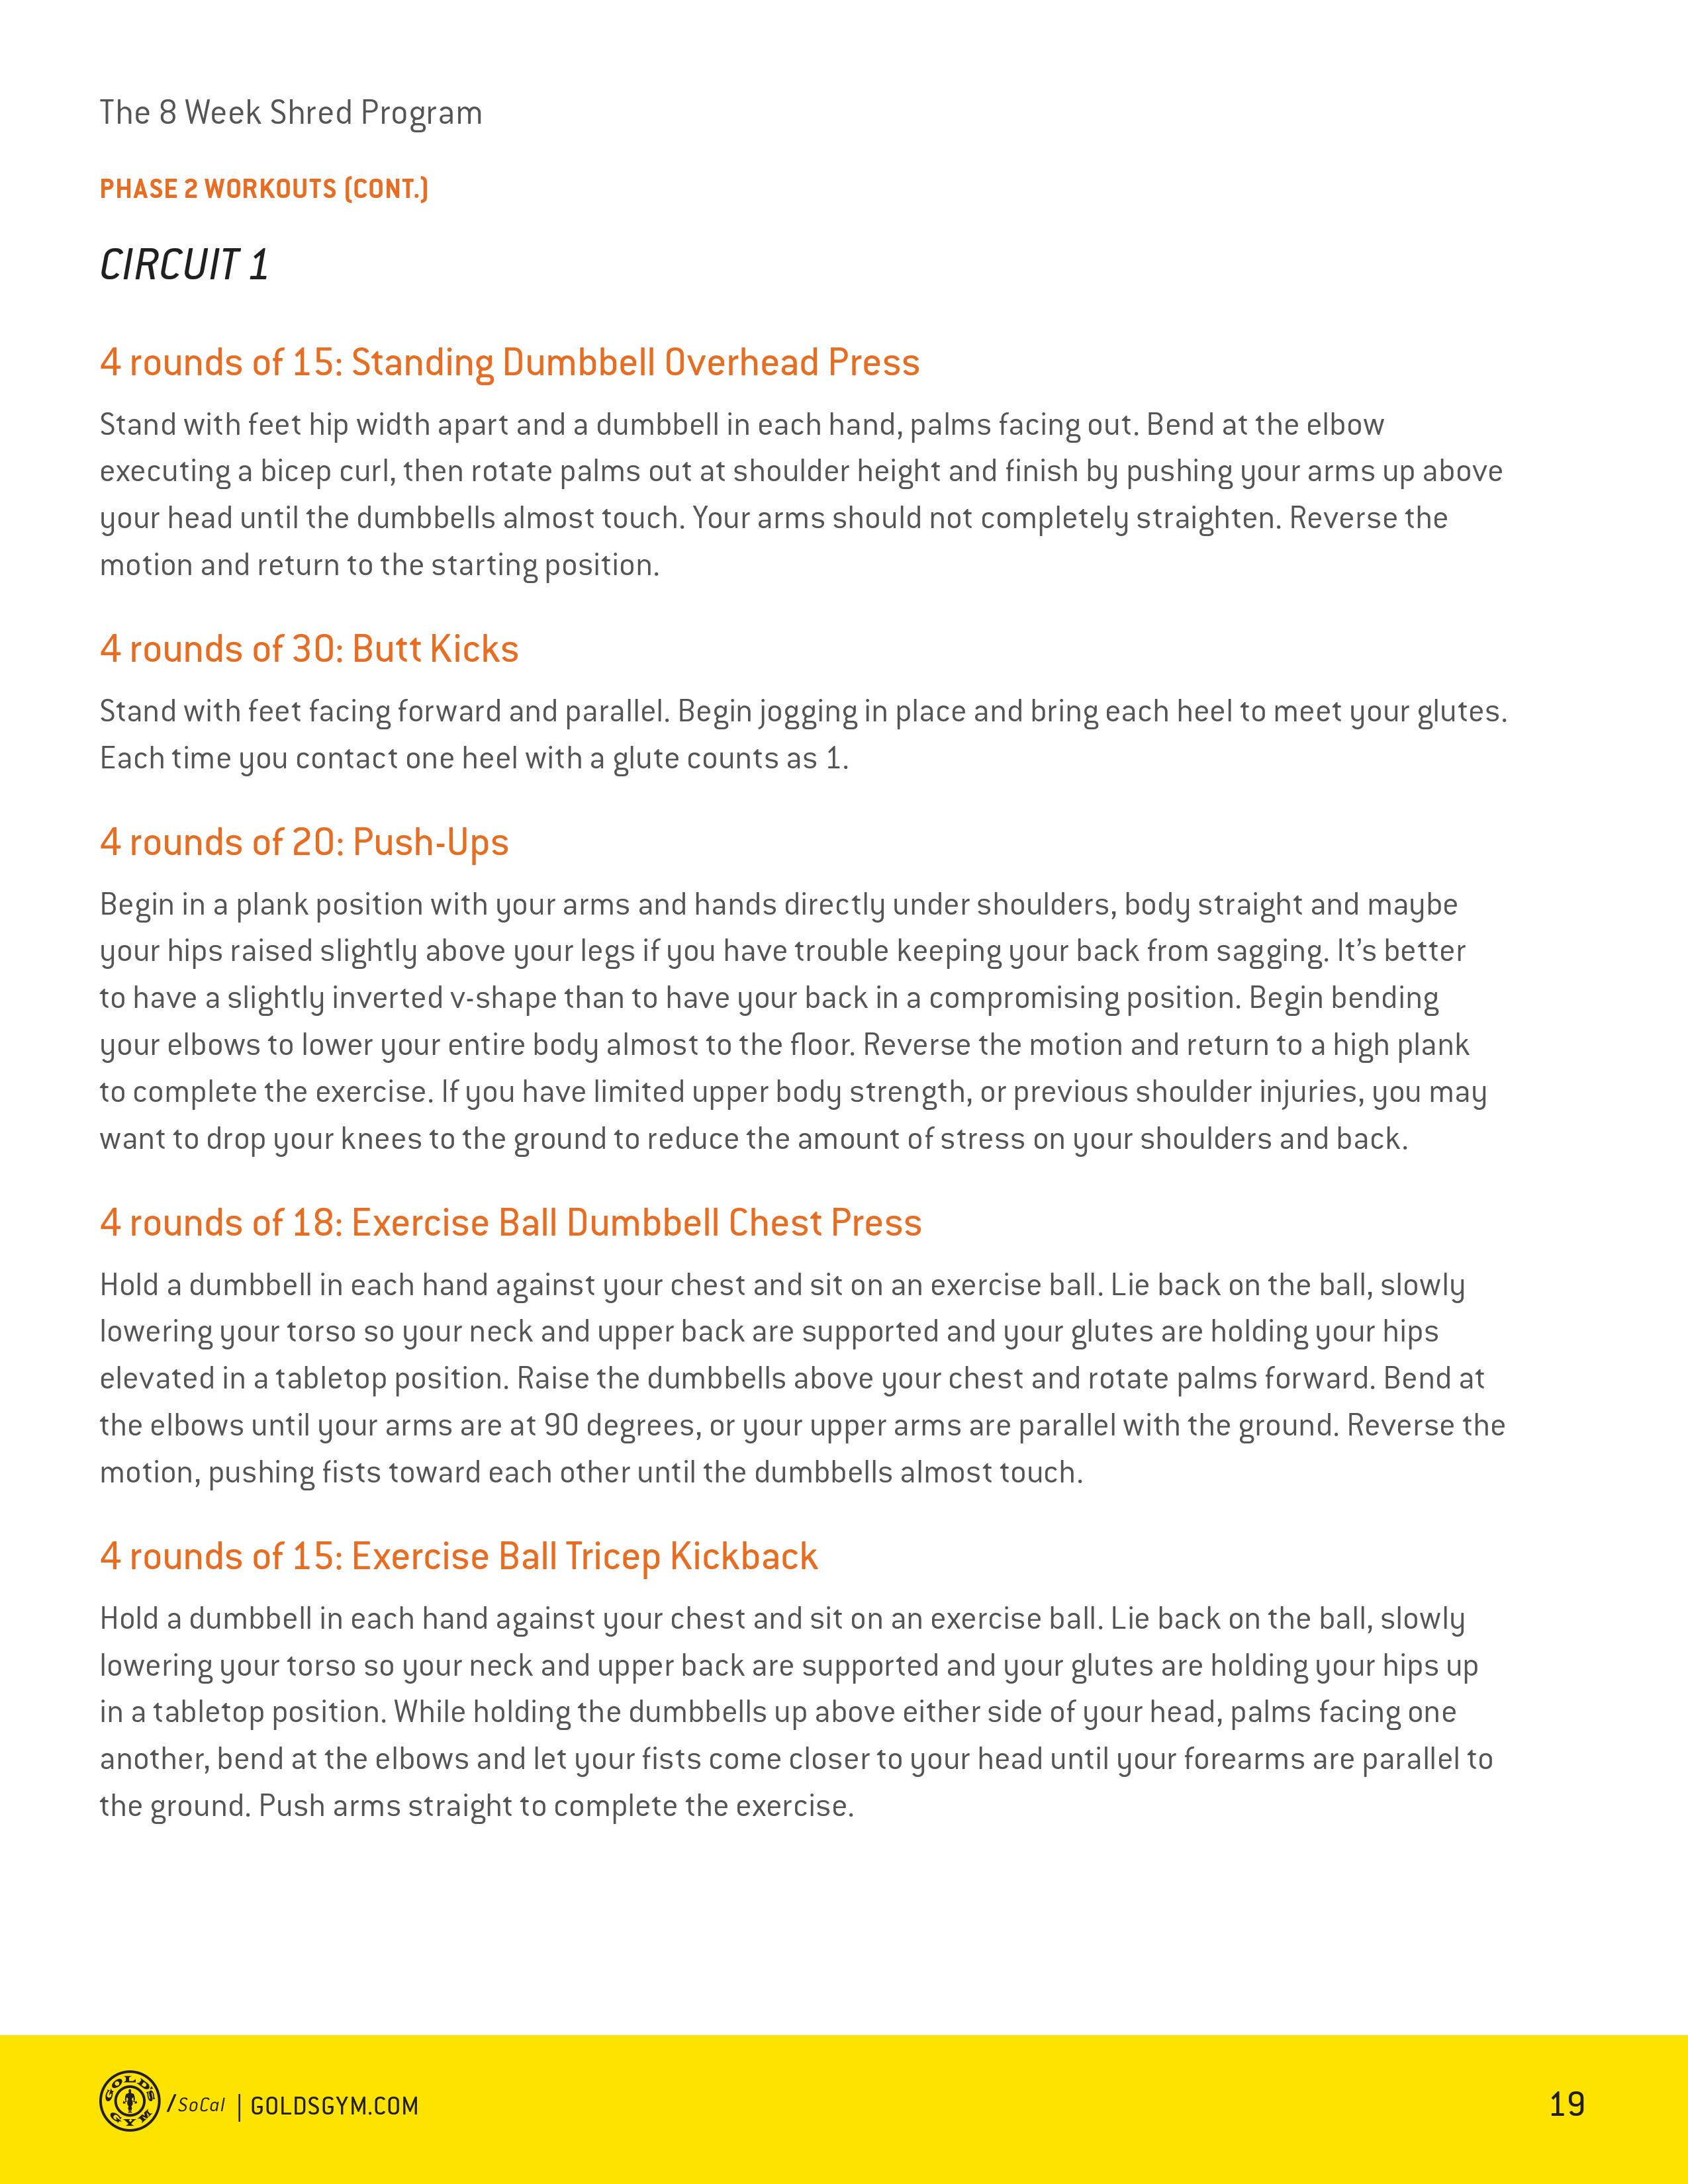 The 8 Week Shred Program
PHASE 2 WORKOUTS (CONT.)
CIRCUIT 1
4 rounds of 15: Standing Dumbbell Overhead Press
Stand with feet hip width apart and a dumbbell in each hand, palms facing out. Bend at the elbow
executing a bicep curl, then rotate palms out at shoulder height and finish by pushing your arms up above
your head until the dumbbells almost touch. Your arms should not completely straighten. Reverse the
motion and return to the starting position.
4 rounds of 30: Butt Kicks
Stand with feet facing forward and parallel. Begin jogging in place and bring each heel to meet your glutes.
Each time you contact one heel with a glute counts as 1.
4 rounds of 20: Push-Ups
Begin in a plank position with your arms and hands directly under shoulders, body straight and maybe
your hips raised slightly above your legs if you have trouble keeping your back from sagging. It’s better
to have a slightly inverted v-shape than to have your back in a compromising position. Begin bending
your elbows to lower your entire body almost to the floor. Reverse the motion and return to a high plank
to complete the exercise. If you have limited upper body strength, or previous shoulder injuries, you may
want to drop your knees to the ground to reduce the amount of stress on your shoulders and back.
4 rounds of 18: Exercise Ball Dumbbell Chest Press
Hold a dumbbell in each hand against your chest and sit on an exercise ball. Lie back on the ball, slowly
lowering your torso so your neck and upper back are supported and your glutes are holding your hips
elevated in a tabletop position. Raise the dumbbells above your chest and rotate palms forward. Bend at
the elbows until your arms are at 90 degrees, or your upper arms are parallel with the ground. Reverse the
motion, pushing fists toward each other until the dumbbells almost touch.
4 rounds of 15: Exercise Ball Tricep Kickback
Hold a dumbbell in each hand against your chest and sit on an exercise ball. Lie back on the ball, slowly
lowering your torso so your neck and upper back are supported and your glutes are holding your hips up
in a tabletop position. While holding the dumbbells up above either side of your head, palms facing one
another, bend at the elbows and let your fists come closer to your head until your forearms are parallel to
the ground. Push arms straight to complete the exercise.
GOLD'S GYM /SoCal | GOLDSGYM.COM
19